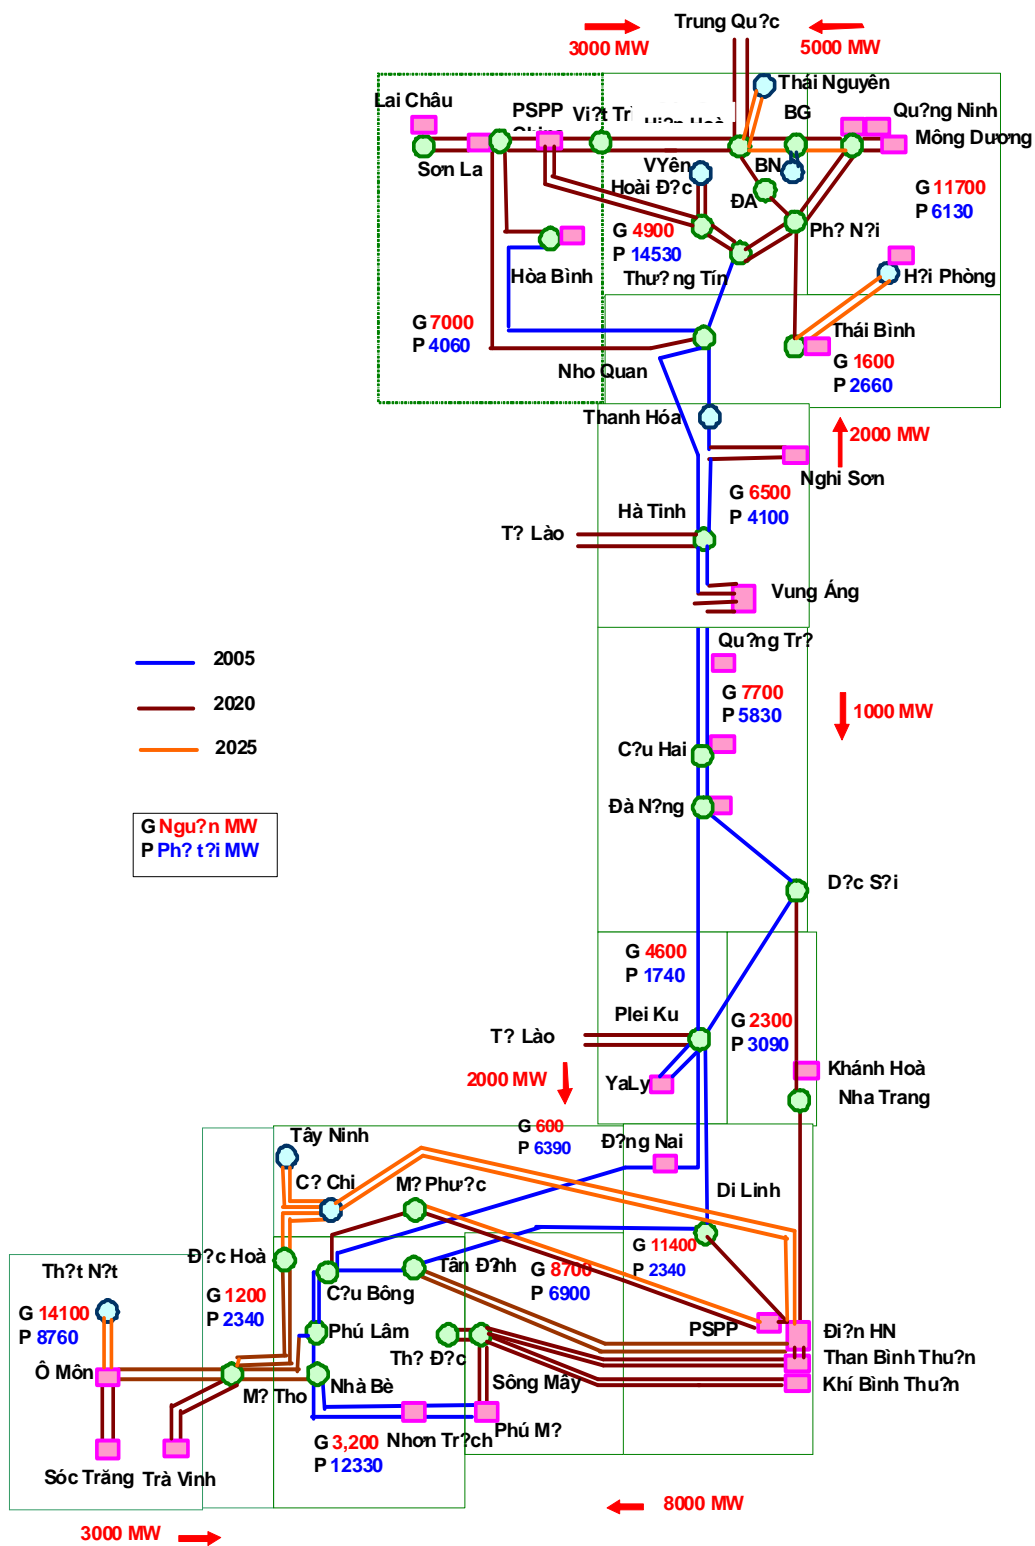 Trung Qu?c
3000 MW
5000 MW
Thái Nguyên
Lai Châu
PSPP
Vi?t Tr
BG
Qu?ng Ninh
Mông Dương
Sơn La
VYên
BN
Hoài Đ?c
ĐA
G 11700
P 6130
G 4900
P 14530
Ph? N?i
Hòa Bình
Thư?ng Tín
H?i Phòng
G 7000
P 4060
Thái Bình
Nho Quan
G 1600
P 2660
Thanh Hóa
2000 MW
Nghi Sơn
G 6500
P 4100
Hà Tinh
T? Lào
Vung Áng
Qu?ng Tr?
2005
2020
2025
G 7700
P 5830
1000 MW
C?u Hai
Đà N?ng
G Ngu?n MW
P Ph? t?i MW
D?c S?i
G 4600
P 1740
Plei Ku
G 2300
P 3090
T? Lào
Khánh Hoà
2000 MW
YaLy
Nha Trang
G 600
P 6390
Tây Ninh
Đ?ng Nai
C? Chi
M? Phư?c
Di Linh
Đ?c Hoà
Th?t N?t
Tân Đ?nh
G 11400
P 2340
G 8700
P 6900
C?u Bông
G 1200
P 2340
G 14100
P 8760
Phú Lâm
PSPP
Đi?n HN
Th? Đ?c
Than Bình Thu?n
Ô Môn
Nhà Bè
Sông Mây
Khí Bình Thu?n
M? Tho
Nhơn Tr?ch
Phú M?
G 3,200
P 12330
Sóc Trăng
Trà Vinh
8000 MW
3000 MW